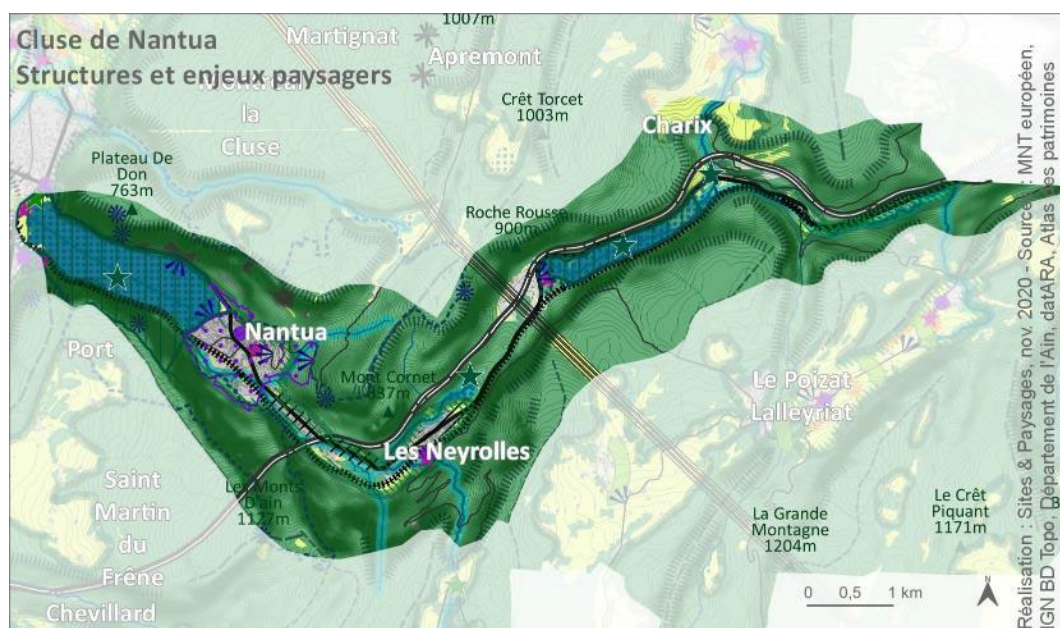 Cluse de Nantua
Structures et enjeux paysagers
1007m
Martignat
Apremont
Montréal
la
Cluse
Crêt Torcet
1003m
Charix
Plateau De
Don
763m
Roche Rousse
900m
Nantua
Port
Mont Cornet
837m
Le Poizat
Lalleyriat
Les Neyrolles
Saint
Martin
du
Frêne
Les Monts
D'ain
1127m
La Grande
Montagne
1204m
Le Crêt
Piquant
1171m
Chevillard
0 0,5 1 km
N
Réalisation : Sites & Paysages, nov. 2020 - Source : MNT européen,
IGN BD Topo, Département de l'Ain, datARA, Atlas des patrimoines